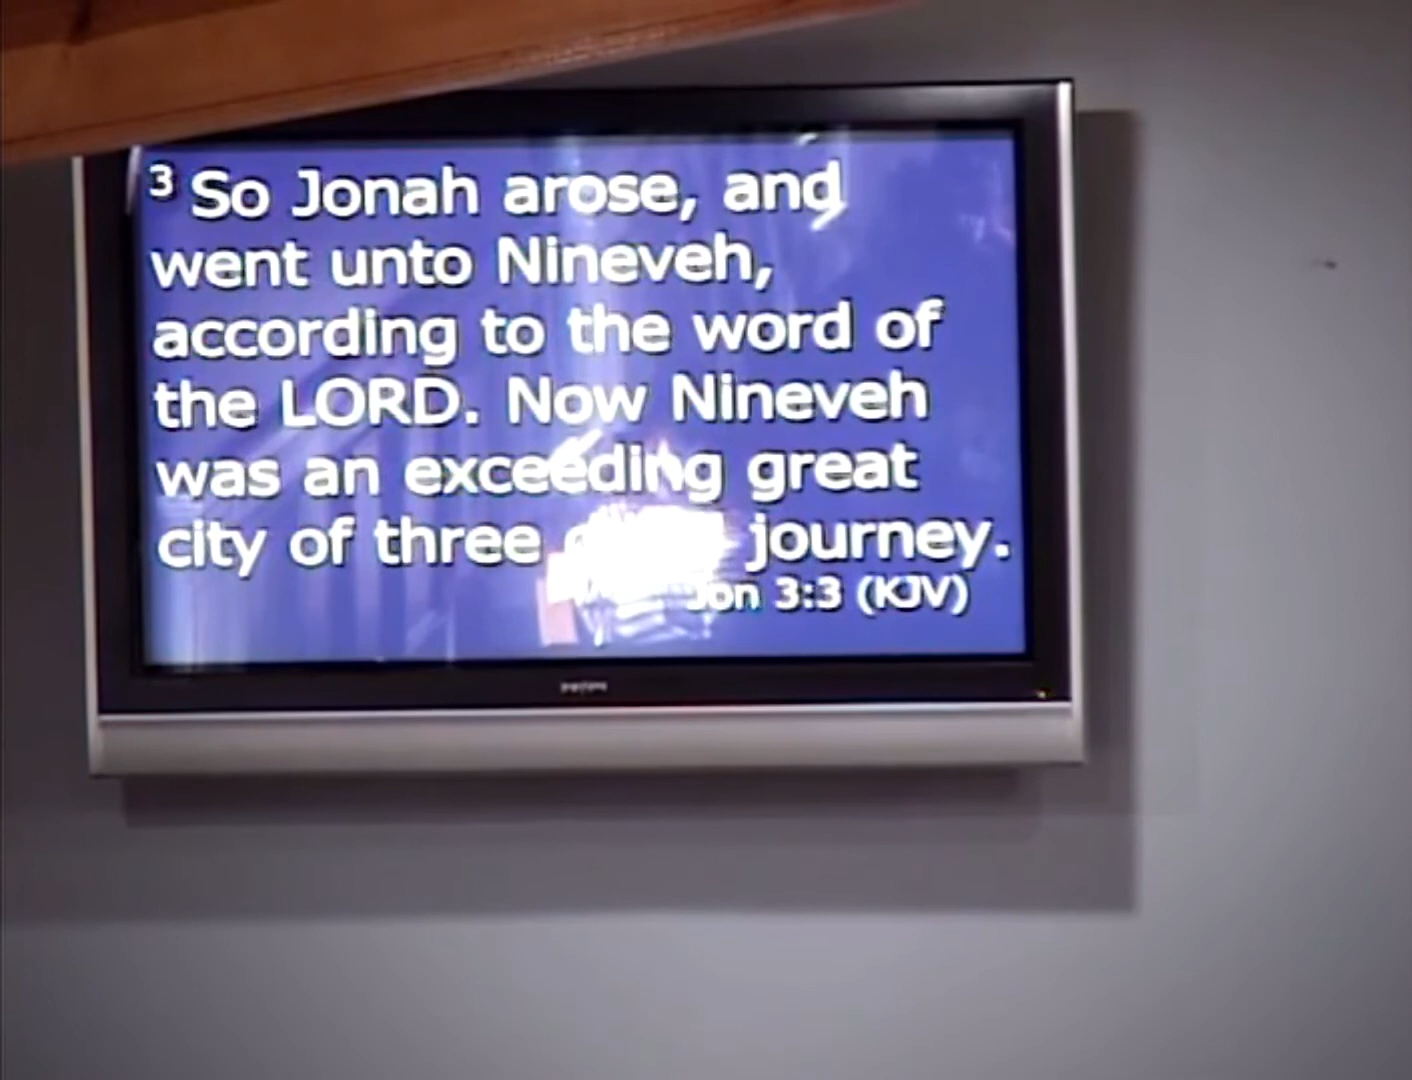 3 So Jonah arose, and
went unto Nineveh,
according to the word of
the LORD. Now Nineveh
was an exceeding great
city of three journey.
Jon 3:3 (KJV)